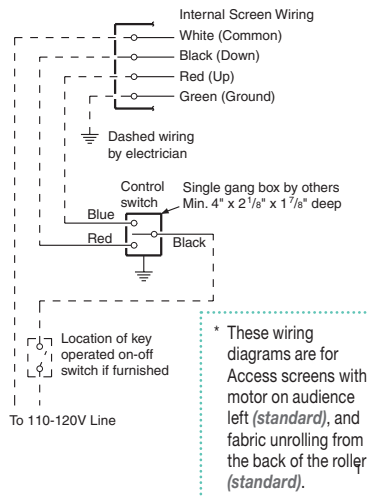 Internal Screen Wiring
White (Common)
Black (Down)
Red (Up)
Green (Ground)
Dashed wiring
by electrician
Control
switch
Single gang box by others
Min. 4" x 2 1/8" x 1 7/8" deep
Blue
Red
Black
Location of key
operated on-off
switch if furnished
To 110-120V Line
* These wiring
diagrams are for
Access screens with
motor on audience
left (standard), and
fabric unrolling from
the back of the roller
(standard).